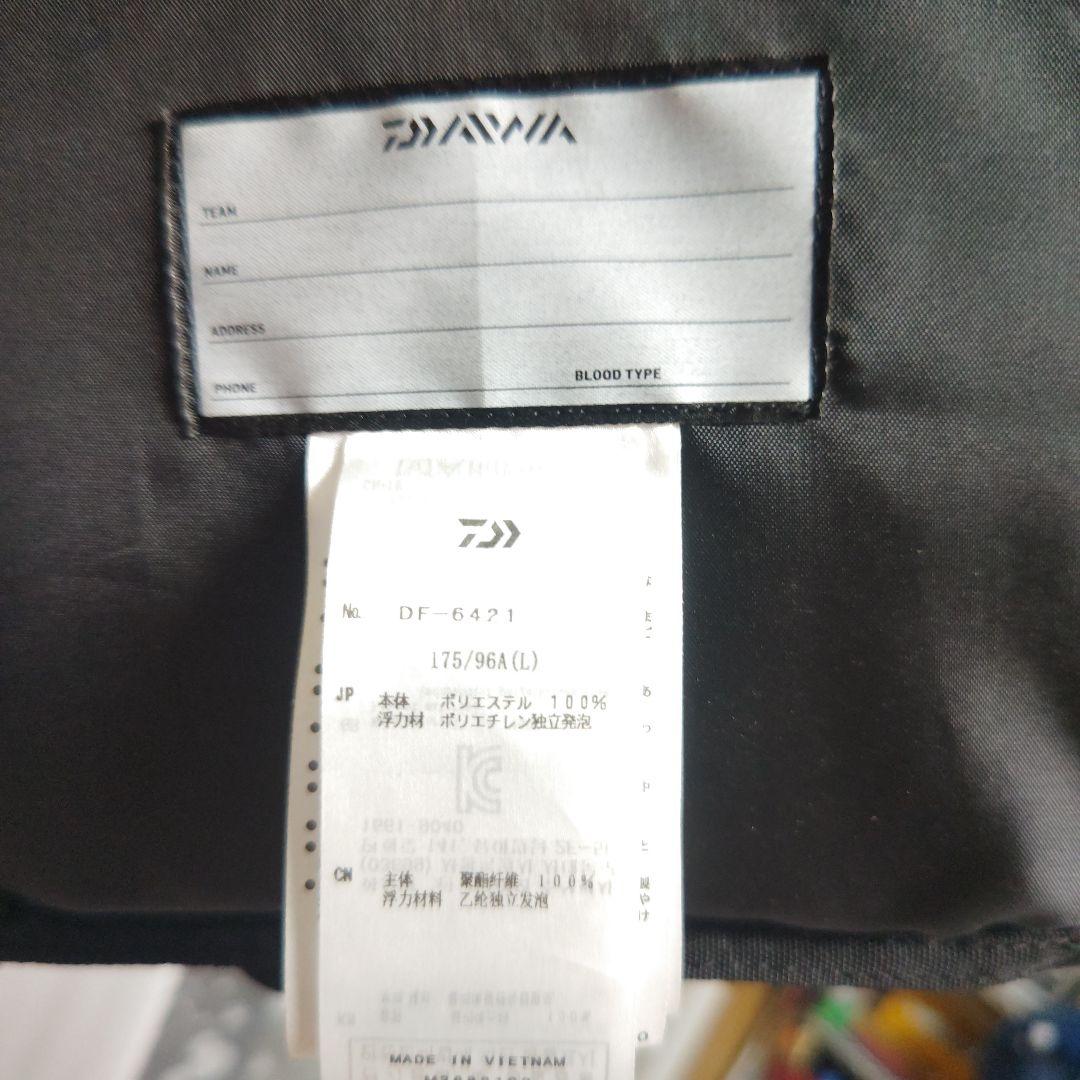 DAIWA
TEAM
NAME
ADDRESS
PHONE
BLOOD TYPE
No. DF-6421
175/96A(L)
JP 本体 ポリエステル 100%
浮力材 ポリエチレン独立発泡
CN 主体 聚酯纤维 100%
浮力材料 乙纶独立发泡
MADE IN VIETNAM